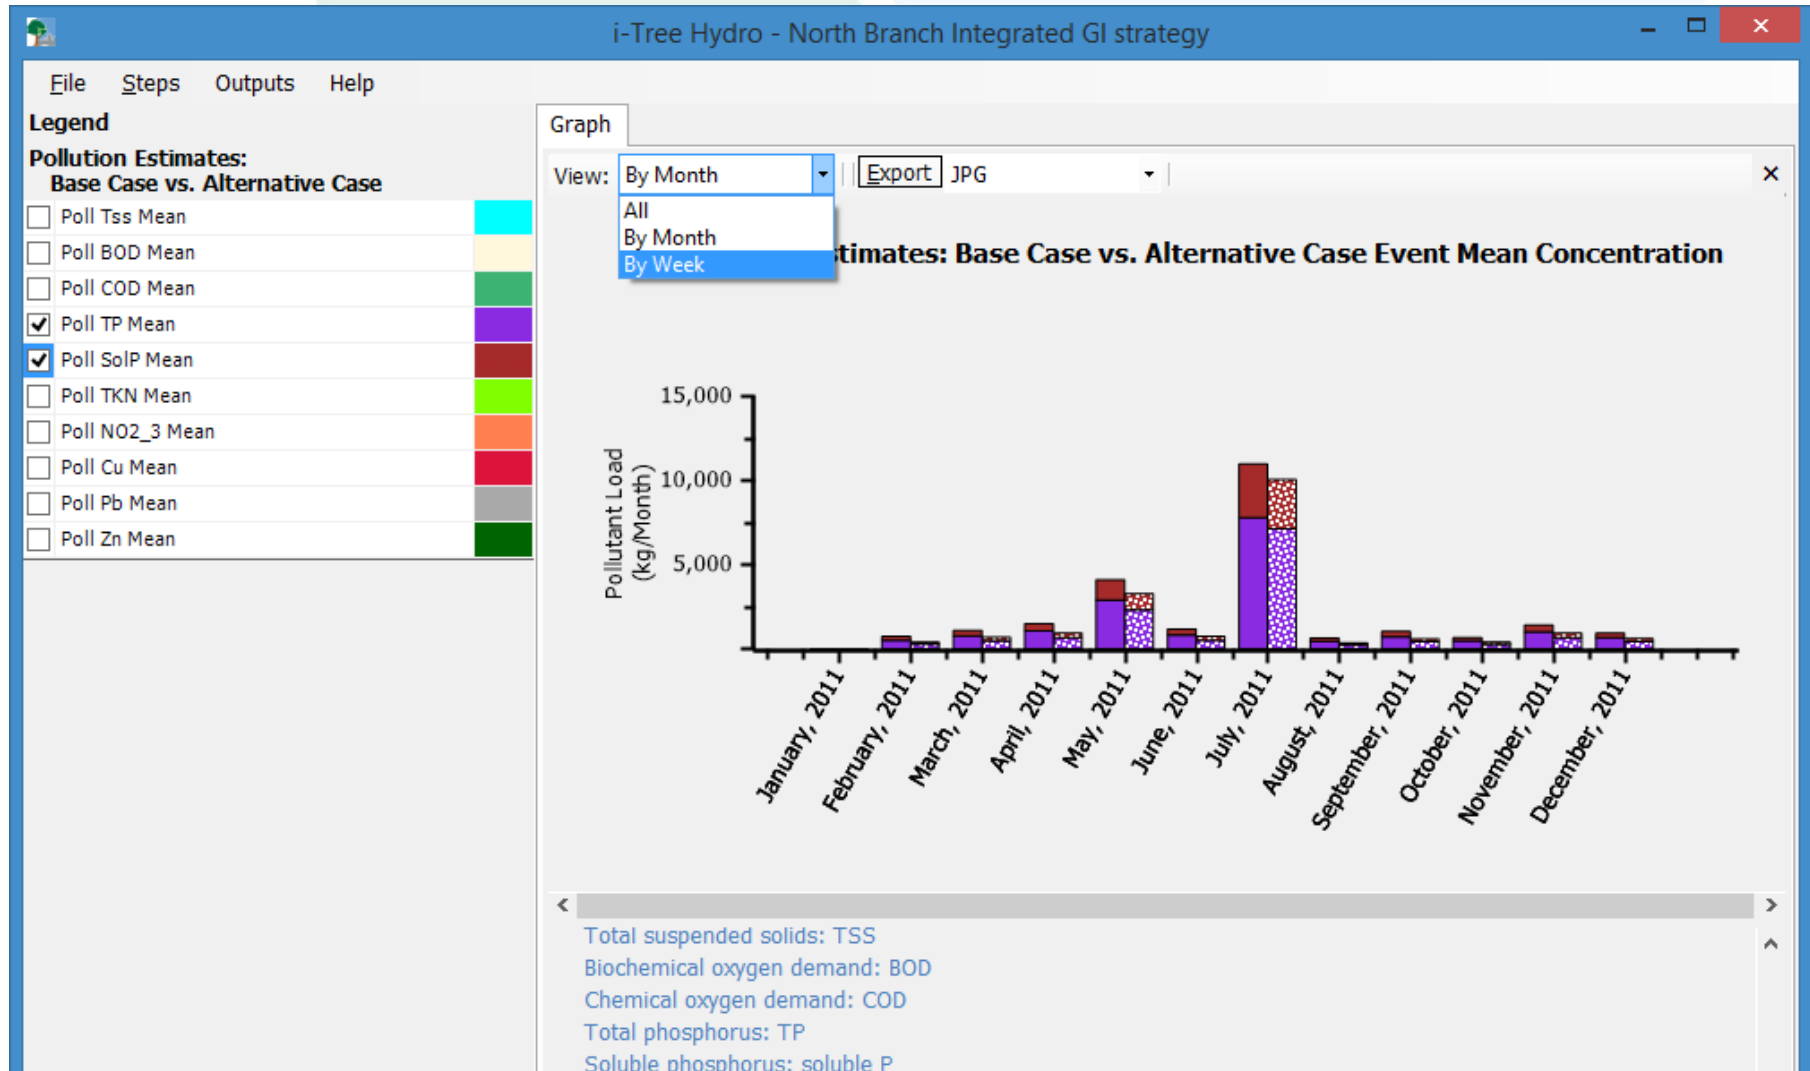 i-Tree Hydro - North Branch Integrated GI strategy
File Steps Outputs Help
Legend
Pollution Estimates:
Base Case vs. Alternative Case
Poll Tss Mean
Poll BOD Mean
Poll COD Mean
Poll TP Mean
Poll SolP Mean
Poll TKN Mean
Poll NO2_3 Mean
Poll Cu Mean
Poll Pb Mean
Poll Zn Mean
Graph
View: By Month Export JPG
All
By Month
By Week
timates: Base Case vs. Alternative Case Event Mean Concentration
Pollutant Load
(kg/Month)
15,000
10,000
5,000
January, 2011
February, 2011
March, 2011
April, 2011
May, 2011
June, 2011
July, 2011
August, 2011
September, 2011
October, 2011
November, 2011
December, 2011
Total suspended solids: TSS
Biochemical oxygen demand: BOD
Chemical oxygen demand: COD
Total phosphorus: TP
Soluble phosphorus: soluble P